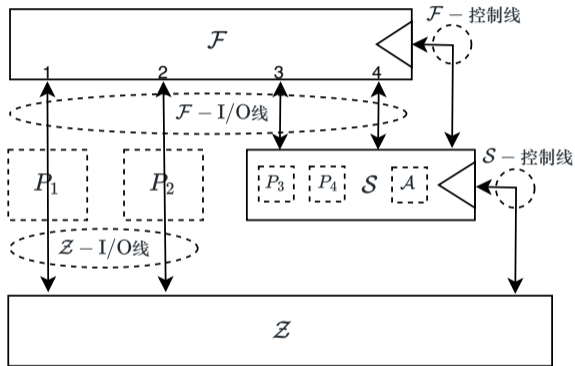 𝓕 − 控制线
𝓕
1 2 3 4
𝓕 − I/O线
P₁ P₂ P₃ P₄ 𝓢 𝓐
𝓢 − 控制线
𝓩 − I/O线
𝓩